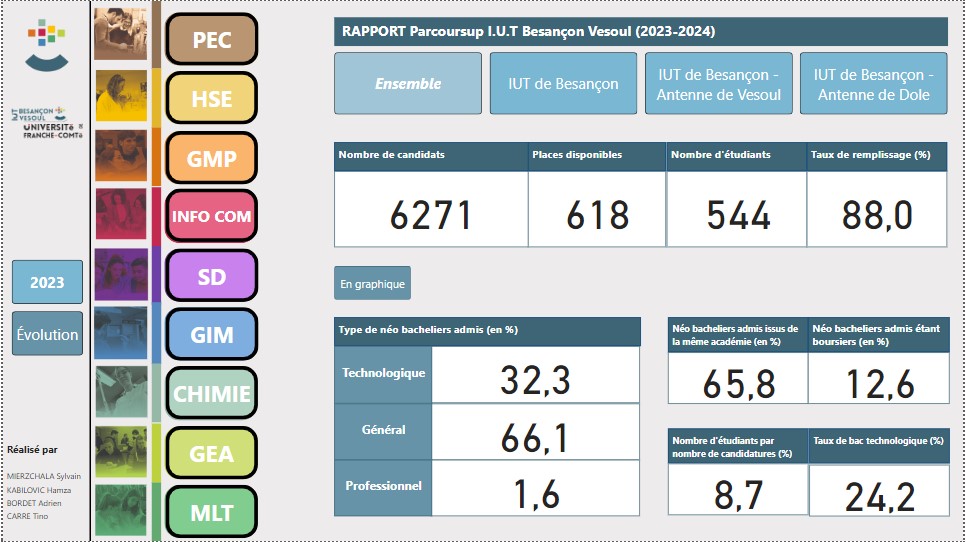 BESANÇON
VESOUL
UNIVERSITĒ
FRANCHE-COMTĒ
2023
Évolution
Réalisé par
MIERZCHALA Sylvain
KABILOVIC Hamza
BORDET Adrien
CARRE Tino
PEC
HSE
GMP
INFO COM
SD
GIM
CHIMIE
GEA
MLT
RAPPORT Parcoursup I.U.T Besançon Vesoul (2023-2024)
Ensemble
IUT de Besançon
IUT de Besançon -
Antenne de Vesoul
IUT de Besançon -
Antenne de Dole
Nombre de candidats
Places disponibles
Nombre d'étudiants
Taux de remplissage (%)
6271
618
544
88,0
En graphique
Type de néo bacheliers admis (en %)
Technologique
32,3
Général
66,1
Professionnel
1,6
Néo bacheliers admis issus de
la même académie (en %)
Néo bacheliers admis étant
boursiers (en %)
65,8
12,6
Nombre d'étudiants par
nombre de candidatures (%)
Taux de bac technologique (%)
8,7
24,2